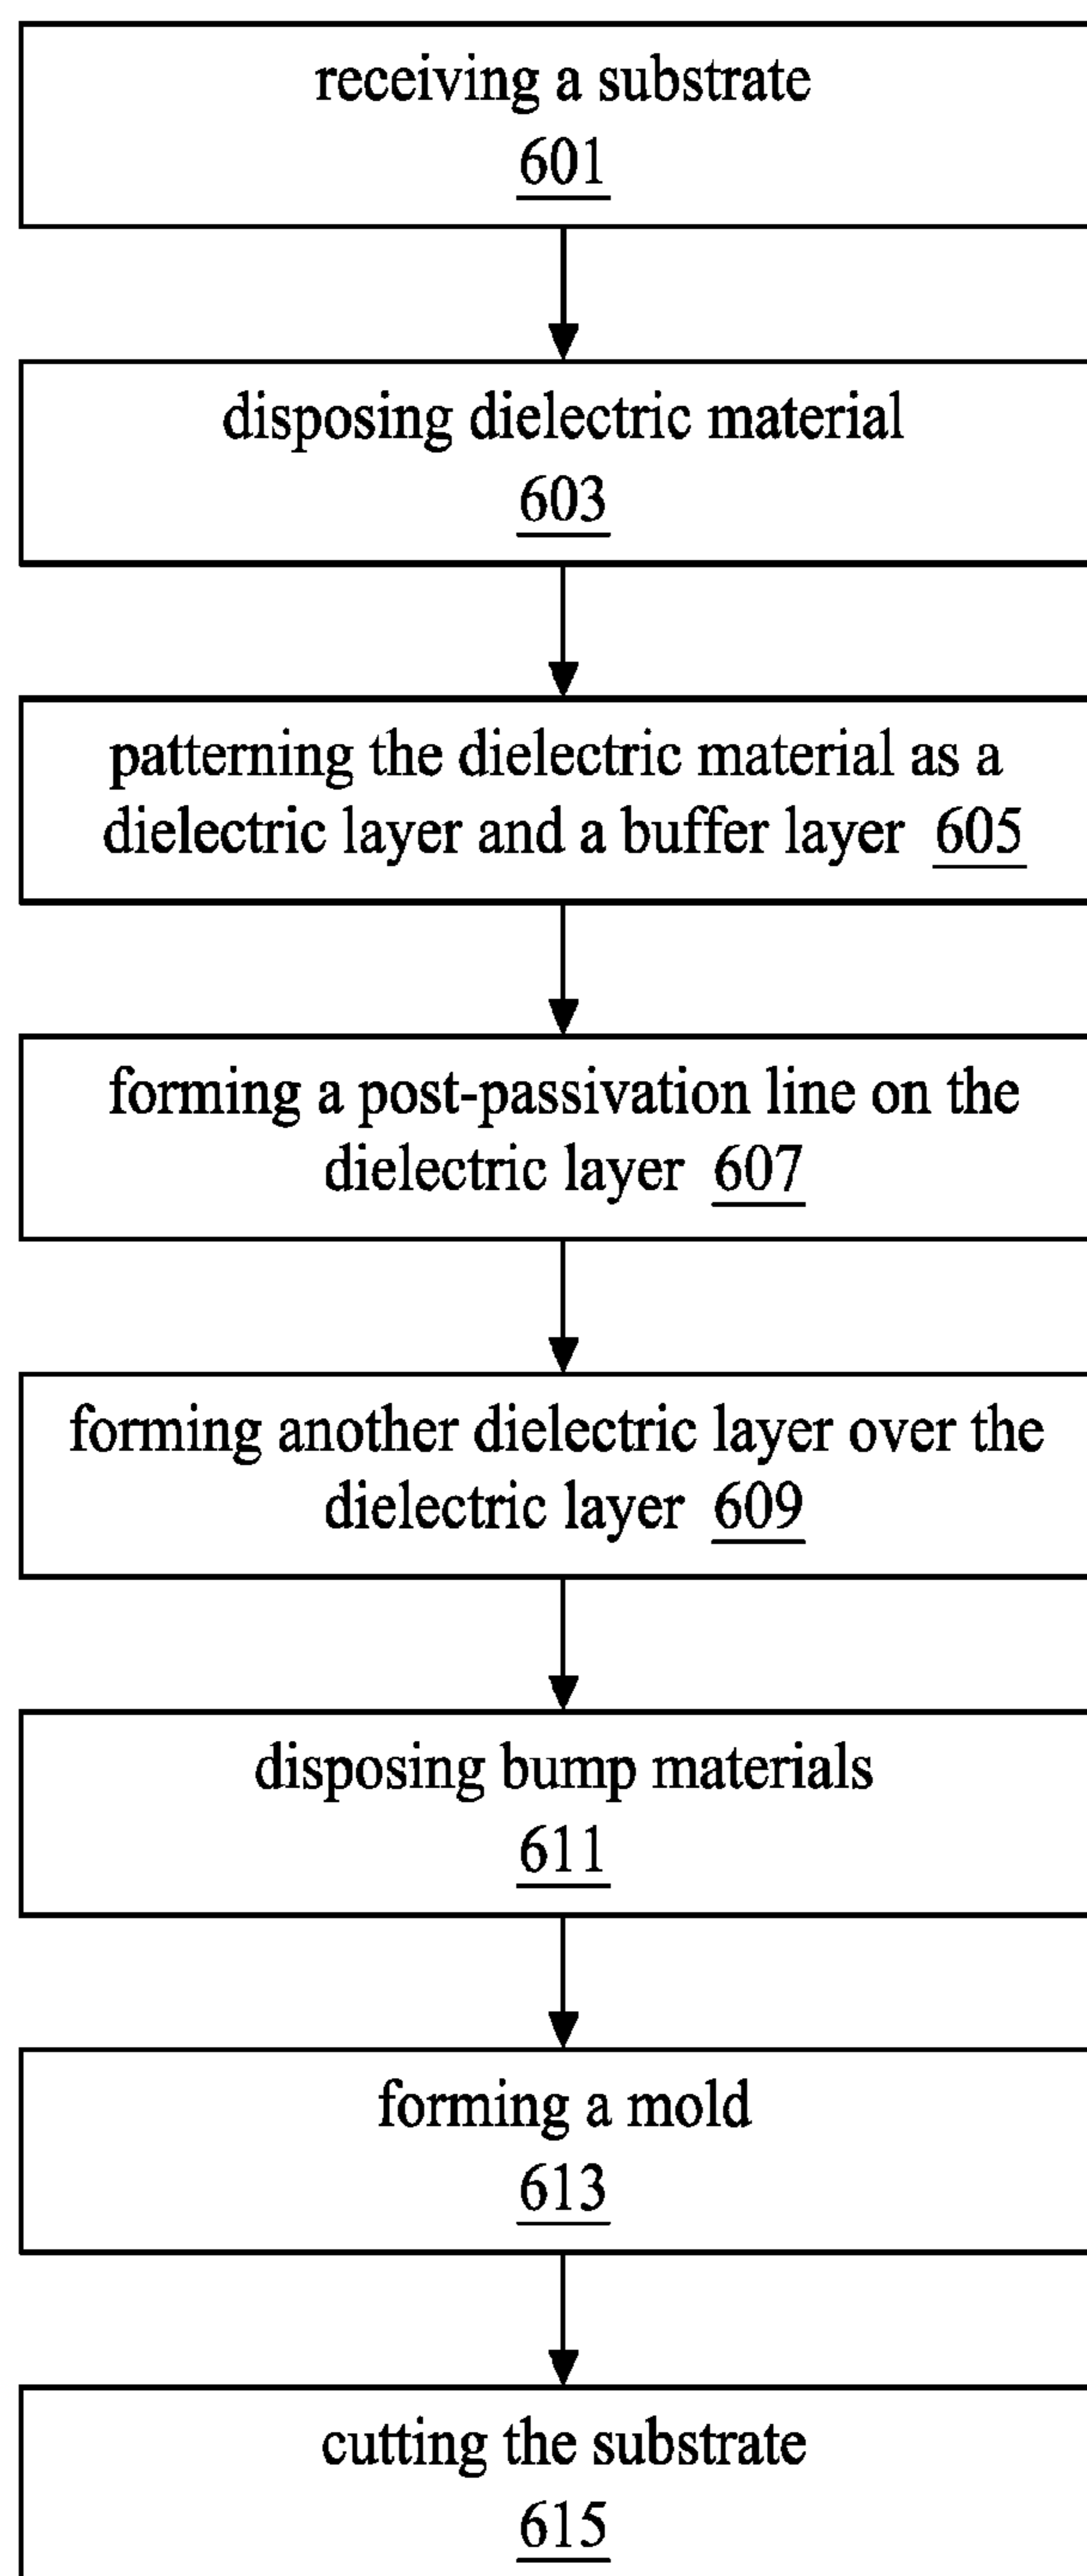 receiving a substrate
601
disposing dielectric material
603
patterning the dielectric material as a
dielectric layer and a buffer layer 605
forming a post-passivation line on the
dielectric layer 607
forming another dielectric layer over the
dielectric layer 609
disposing bump materials
611
forming a mold
613
cutting the substrate
615